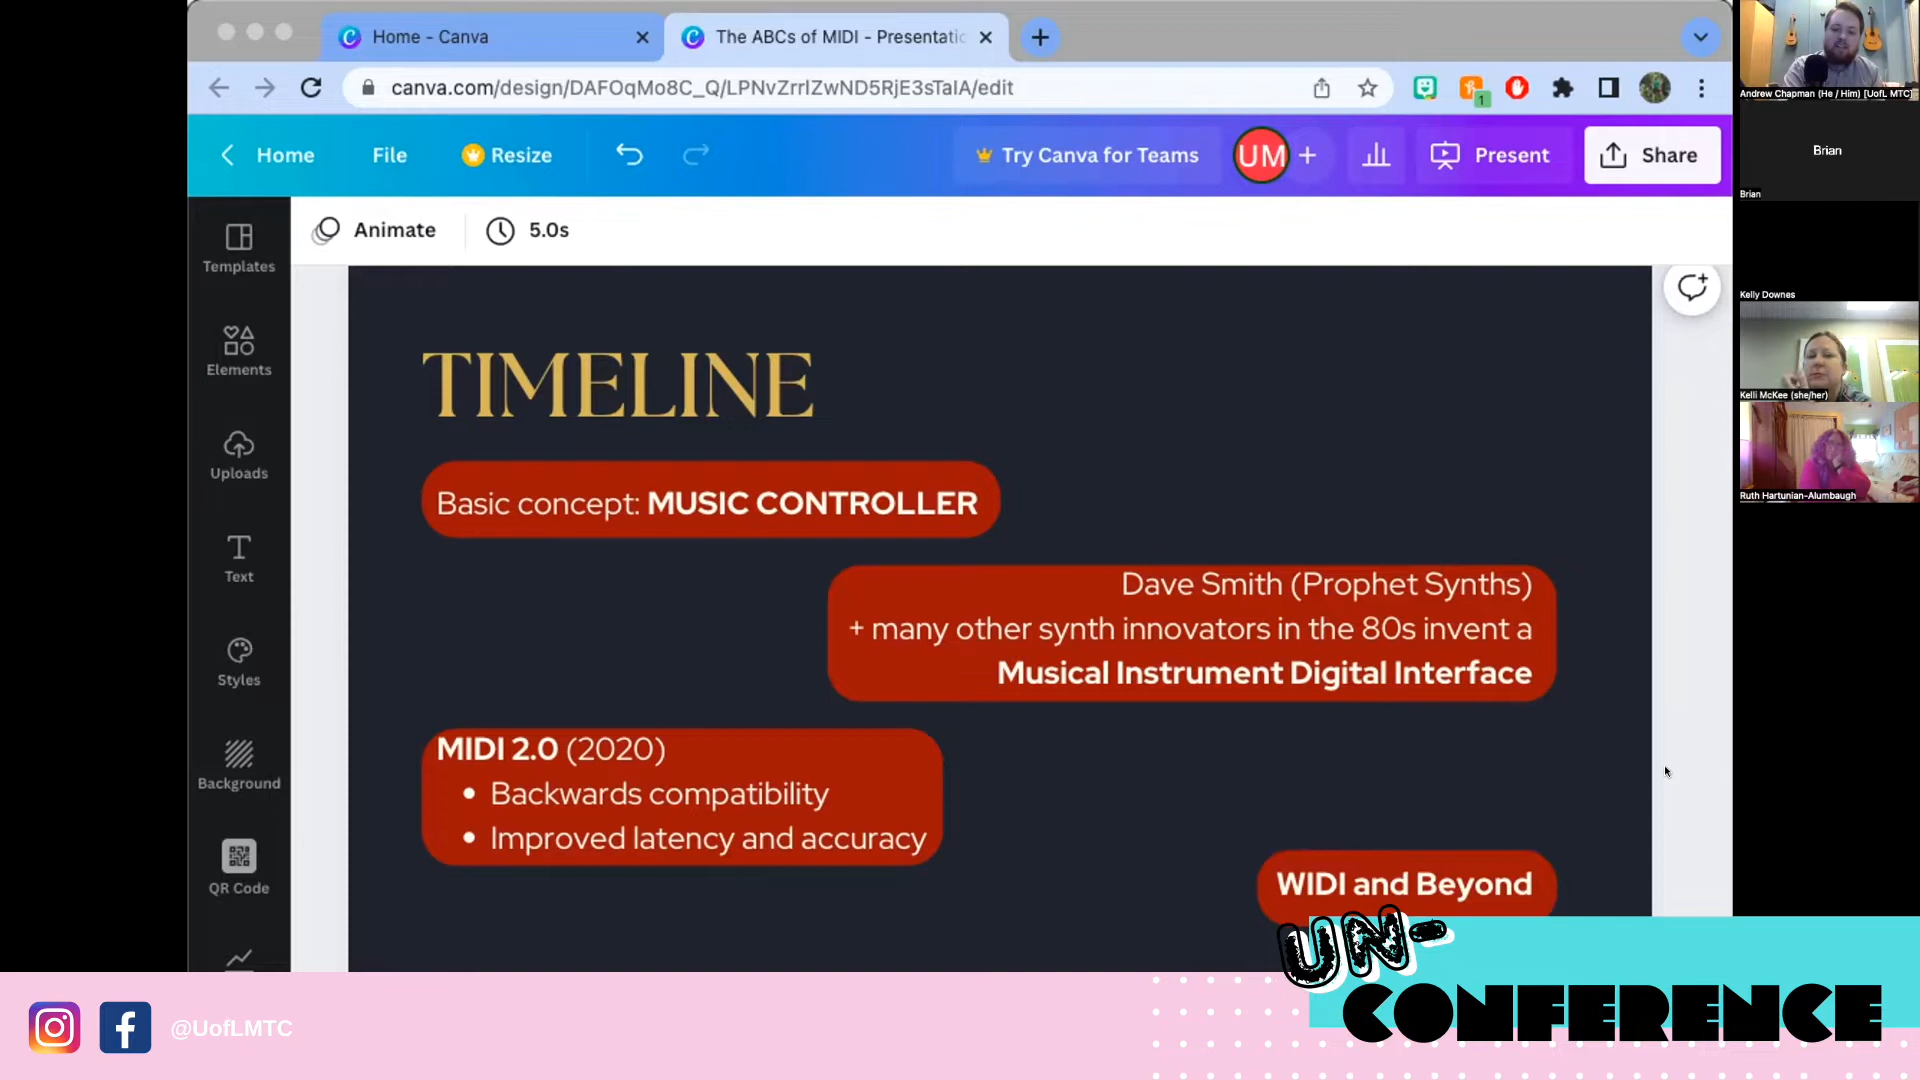 Home - Canva
The ABCs of MIDI - Presentatio
canva.com/design/DAFOqMo8C_Q/LPNvZrrlZwND5RjE3sTaIA/edit
1
Home
File
Resize
Try Canva for Teams
UM
Present
Share
Animate
5.0s
Templates
Elements
Uploads
Text
Styles
Background
QR Code
TIMELINE
Basic concept: MUSIC CONTROLLER
Dave Smith (Prophet Synths)
+ many other synth innovators in the 80s invent a
Musical Instrument Digital Interface
MIDI 2.0 (2020)
• Backwards compatibility
• Improved latency and accuracy
WIDI and Beyond
Andrew Chapman (He / Him) [UofL MTC]
Brian
Brian
Kelly Downes
Kelli McKee (she/her)
Ruth Hartunian-Alumbaugh
@UofLMTC
UN-
CONFERENCE